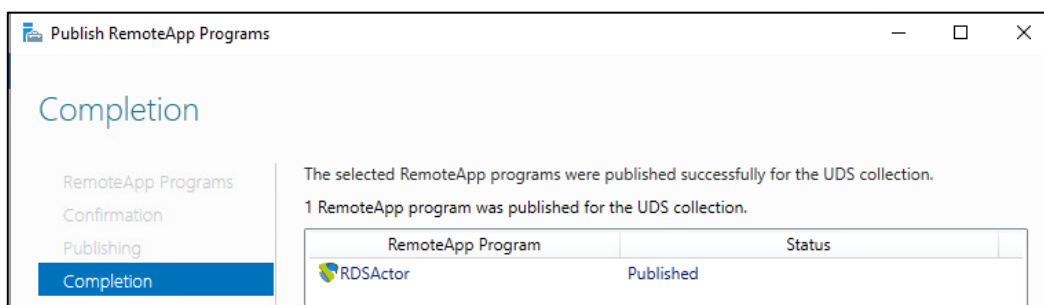 Publish RemoteApp Programs
Completion
RemoteApp Programs
Confirmation
Publishing
Completion
The selected RemoteApp programs were published successfully for the UDS collection.
1 RemoteApp program was published for the UDS collection.
RemoteApp Program Status
RDSActor Published